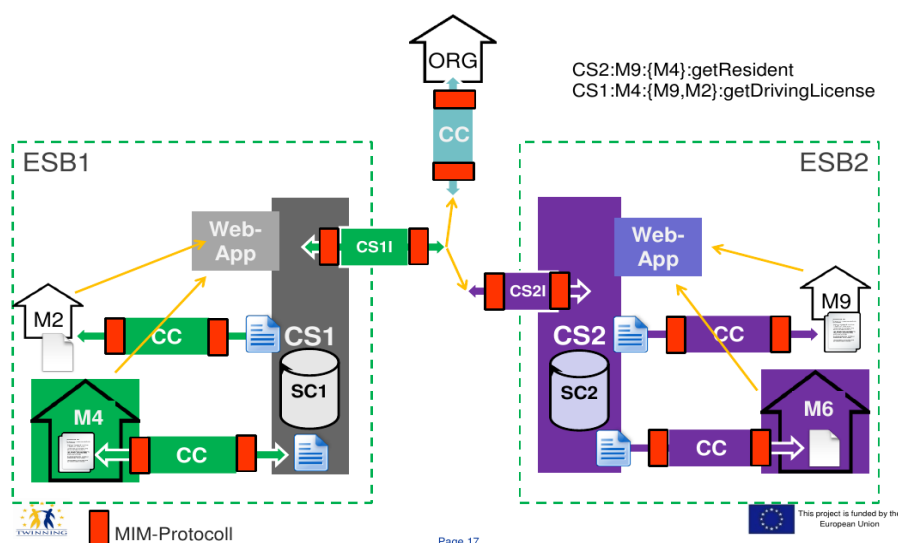 ORG
CS2:M9:{M4}:getResident
CS1:M4:{M9,M2}:getDrivingLicense
CC
ESB1
ESB2
Web-
App
Web-
App
CS1I
CS2I
M2
M9
CC
CS1
CS2
CC
SC1
SC2
M4
M6
CC
CC
TWINNING
MIM-Protocoll
Page 17
This project is funded by the
European Union